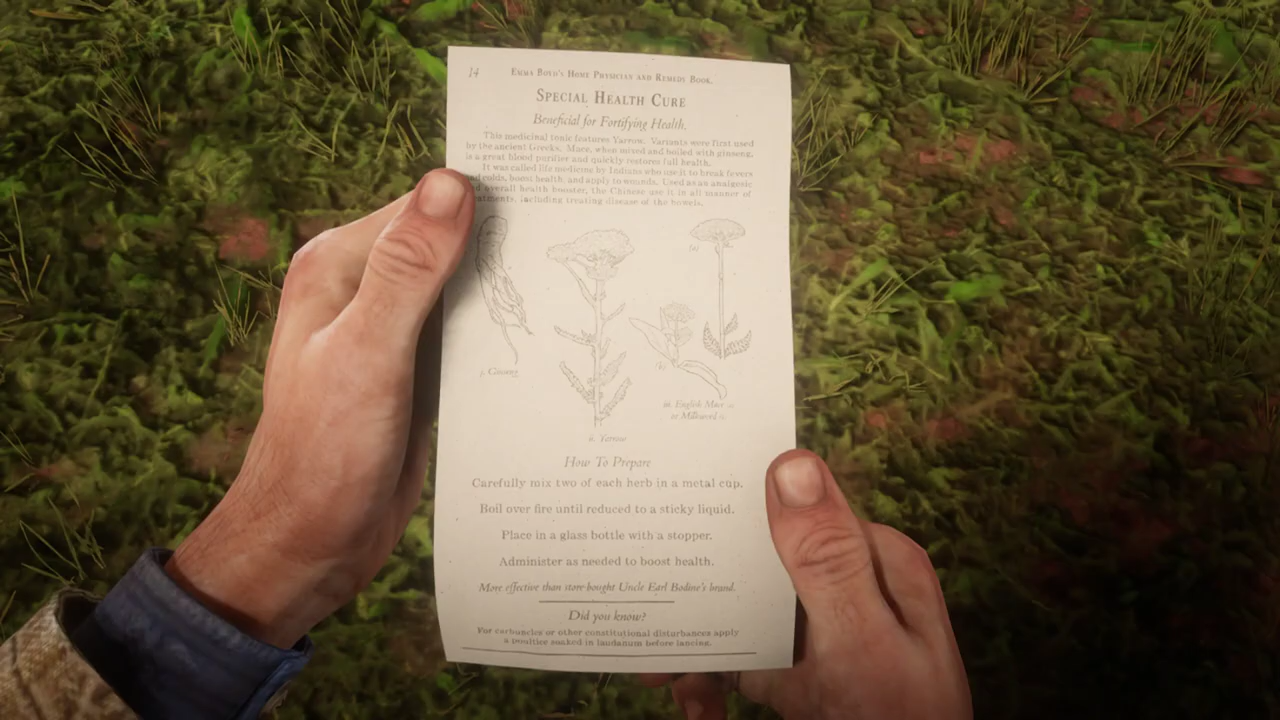 14 Emma Boyd's Home Physician and Remedy Book.
Special Health Cure
Beneficial for Fortifying Health.
This medicinal tonic features Yarrow. Variants were first used
by the ancient Greeks. Mace, when mixed and boiled with ginseng,
is a great blood purifier and quickly restores full health.
It was called life medicine by Indians who use it to break fevers
and colds, boost health, and apply to wounds. Used as an analgesic
overall health booster, the Chinese use it in all manner of
including treating disease of the bowels.
(a)
i. Ginseng
iii. English Mace
or Milkweed
ii. Yarrow
How To Prepare
Carefully mix two of each herb in a metal cup.
Boil over fire until reduced to a sticky liquid.
Place in a glass bottle with a stopper.
Administer as needed to boost health.
More effective than store-bought Uncle Earl Bodine's brand.
Did you know?
For carbuncles or other constitutional disturbances apply
a poultice soaked in laudanum before lancing.